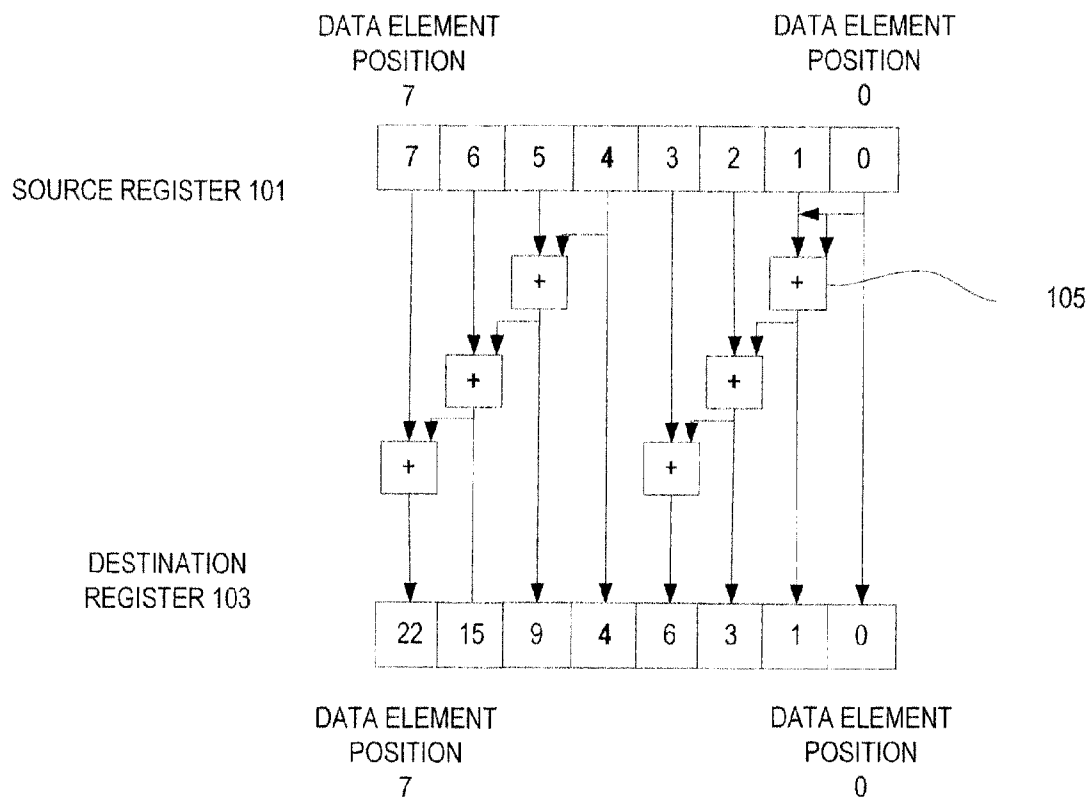 DATA ELEMENT
POSITION
7
DATA ELEMENT
POSITION
0
7 6 5 4 3 2 1 0
SOURCE REGISTER 101
+ +
105
+ +
+ +
DESTINATION
REGISTER 103
22 15 9 4 6 3 1 0
DATA ELEMENT
POSITION
7
DATA ELEMENT
POSITION
0